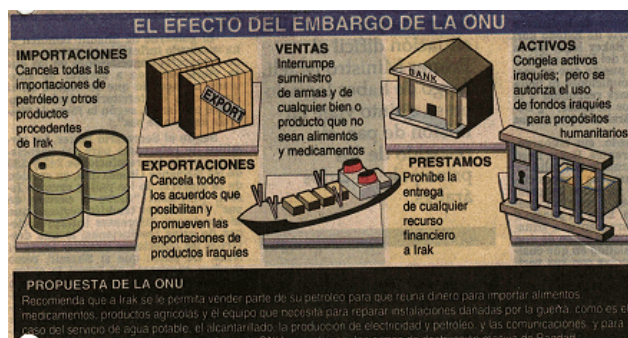 EL EFECTO DEL EMBARGO DE LA ONU
IMPORTACIONES
Cancela todas las
importaciones de
petróleo y otros
productos
procedentes
de Irak
EXPORT
EXPORTACIONES
Cancela todos
los acuerdos que
posibilitan y
promueven las
exportaciones de
productos iraquíes
VENTAS
Interrumpe
suministro
de armas y de
cualquier bien o
producto que no
sean alimentos
y medicamentos
BANK
PRESTAMOS
Prohíbe la
entrega
de cualquier
recurso
financiero
a Irak
ACTIVOS
Congela activos
iraquíes; pero se
autoriza el uso
de fondos iraquíes
para propósitos
humanitarios
PROPUESTA DE LA ONU
Recomienda que a Irak se le permita vender parte de su petróleo para que reúna dinero para importar alimentos
medicamentos, productos agrícolas y el equipo que necesita para reparar instalaciones dañadas por la guerra, como es el
caso del servicio de agua potable, el alcantarillado, la producción de electricidad y petróleo, y las comunicaciones, y para